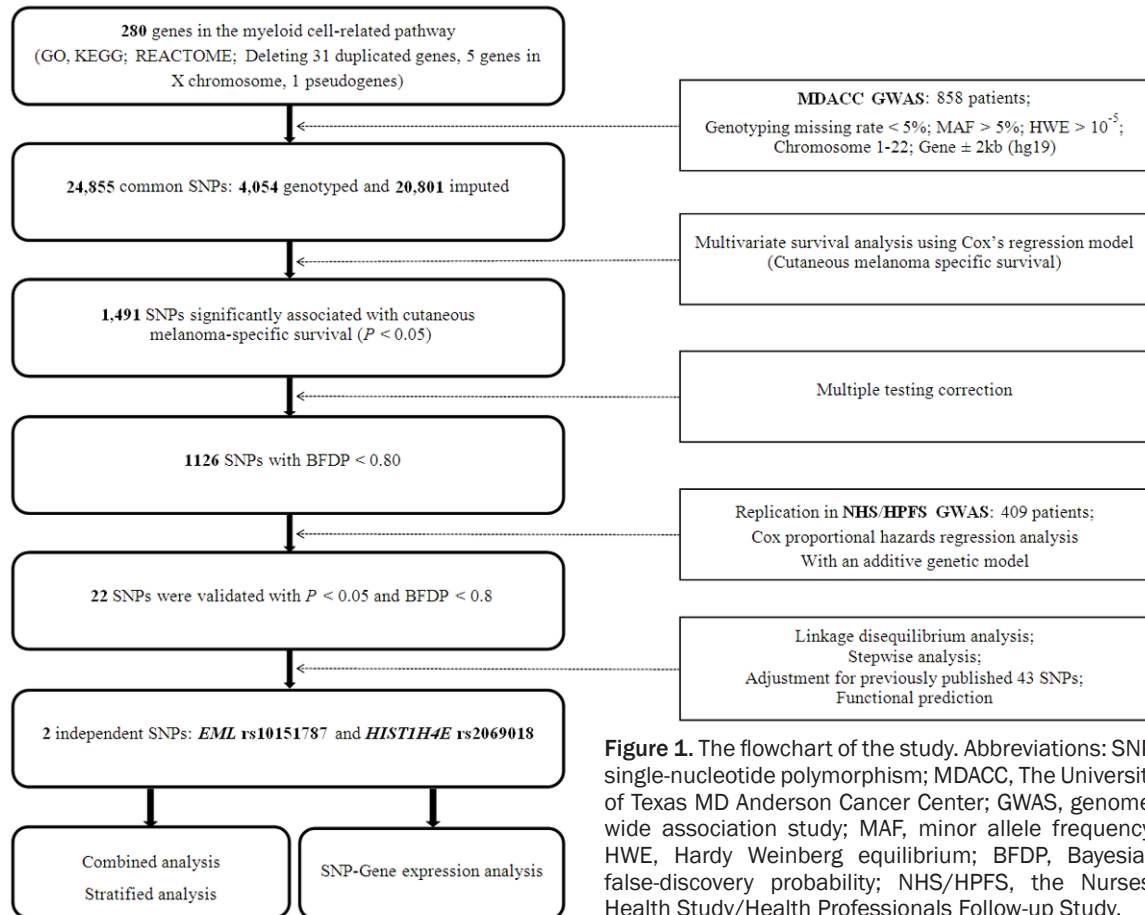 280 genes in the myeloid cell-related pathway
(GO, KEGG; REACTOME; Deleting 31 duplicated genes, 5 genes in
X chromosome, 1 pseudogenes)
MDACC GWAS: 858 patients;
Genotyping missing rate < 5%; MAF > 5%; HWE > 10^-5;
Chromosome 1-22; Gene ± 2kb (hg19)
24,855 common SNPs: 4,054 genotyped and 20,801 imputed
Multivariate survival analysis using Cox's regression model
(Cutaneous melanoma specific survival)
1,491 SNPs significantly associated with cutaneous
melanoma-specific survival (P < 0.05)
Multiple testing correction
1126 SNPs with BFDP < 0.80
Replication in NHS/HPFS GWAS: 409 patients;
Cox proportional hazards regression analysis
With an additive genetic model
22 SNPs were validated with P < 0.05 and BFDP < 0.8
Linkage disequilibrium analysis;
Stepwise analysis;
Adjustment for previously published 43 SNPs;
Functional prediction
2 independent SNPs: EML rs10151787 and HIST1H4E rs2069018
Combined analysis
Stratified analysis
SNP-Gene expression analysis
Figure 1. The flowchart of the study. Abbreviations: SNP
single-nucleotide polymorphism; MDACC, The Universit
of Texas MD Anderson Cancer Center; GWAS, genome
wide association study; MAF, minor allele frequency
HWE, Hardy Weinberg equilibrium; BFDP, Bayesia
false-discovery probability; NHS/HPFS, the Nurses
Health Study/Health Professionals Follow-up Study.